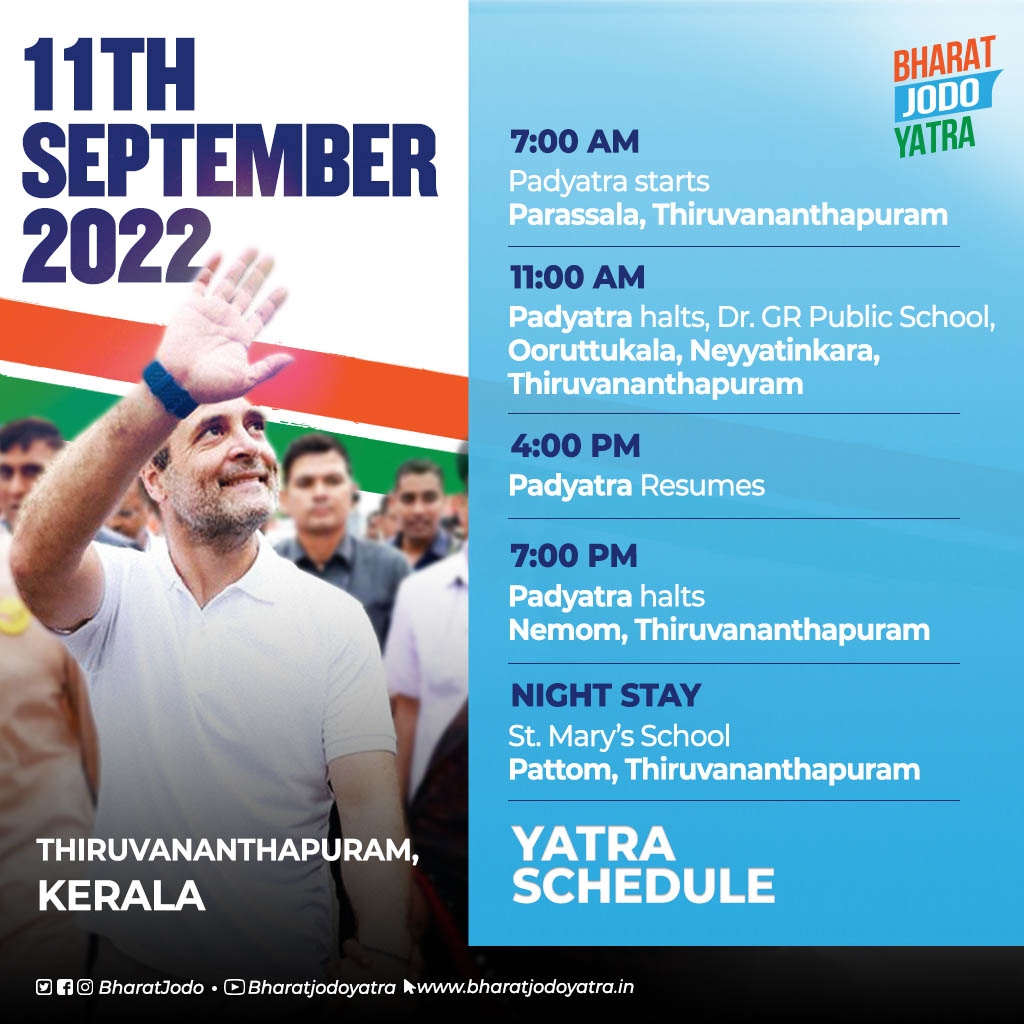 11TH
SEPTEMBER
2022
BHARAT
JODO
YATRA
7:00 AM
Padyatra starts
Parassala, Thiruvananthapuram
11:00 AM
Padyatra halts, Dr. GR Public School,
Ooruttukala, Neyyatinkara,
Thiruvananthapuram
4:00 PM
Padyatra Resumes
7:00 PM
Padyatra halts
Nemom, Thiruvananthapuram
NIGHT STAY
St. Mary's School
Pattom, Thiruvananthapuram
YATRA
SCHEDULE
THIRUVANANTHAPURAM,
KERALA
BharatJodo • Bharatjodoyatra www.bharatjodoyatra.in